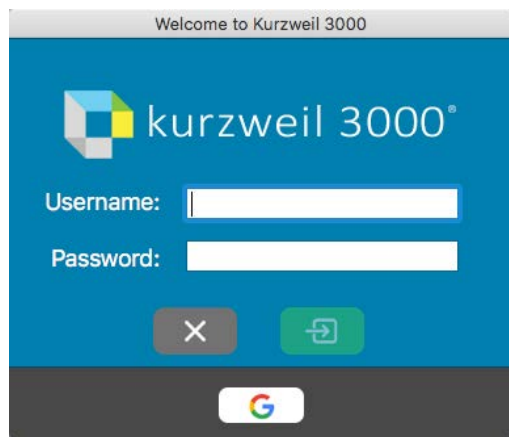 Welcome to Kurzweil 3000
kurzweil 3000®
Username:
Password:
G